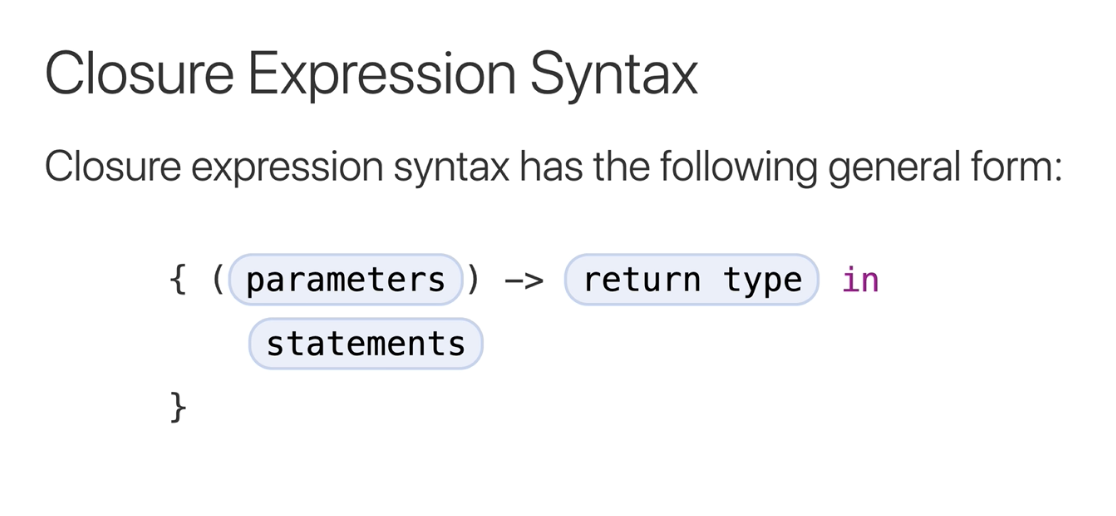 Closure Expression Syntax
Closure expression syntax has the following general form:
{ (parameters) -> return type in
statements
}